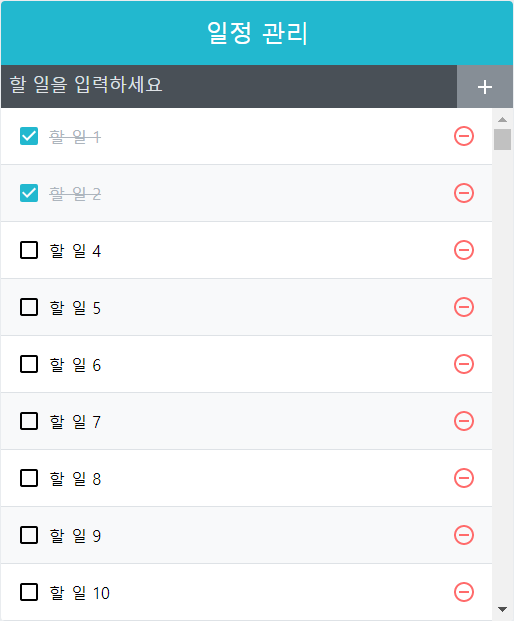 일정 관리
할 일을 입력하세요
할 일 1
할 일 2
할 일 4
할 일 5
할 일 6
할 일 7
할 일 8
할 일 9
할 일 10